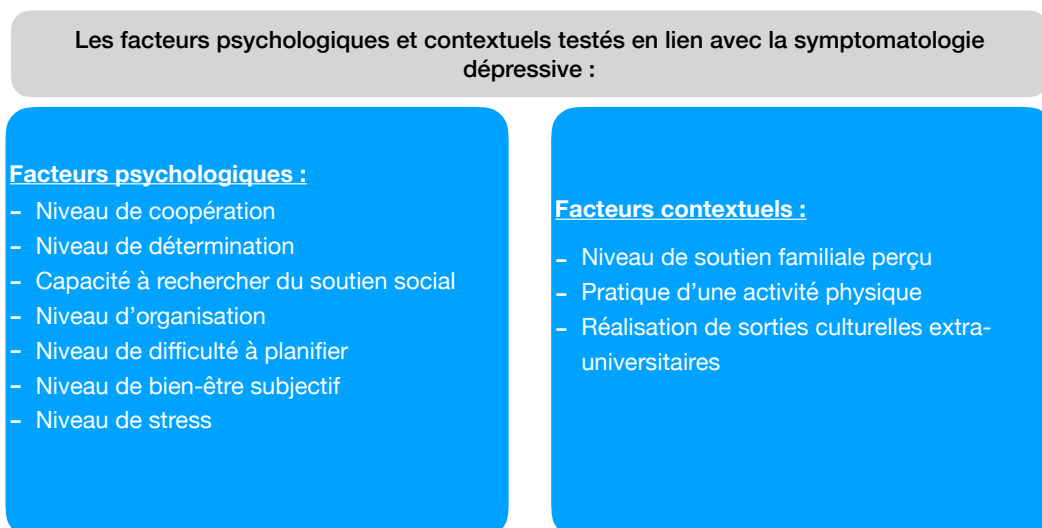 Les facteurs psychologiques et contextuels testés en lien avec la symptomatologie
dépressive :
Facteurs psychologiques :
- Niveau de coopération
- Niveau de détermination
- Capacité à rechercher du soutien social
- Niveau d'organisation
- Niveau de difficulté à planifier
- Niveau de bien-être subjectif
- Niveau de stress
Facteurs contextuels :
- Niveau de soutien familiale perçu
- Pratique d'une activité physique
- Réalisation de sorties culturelles extra-
universitaires